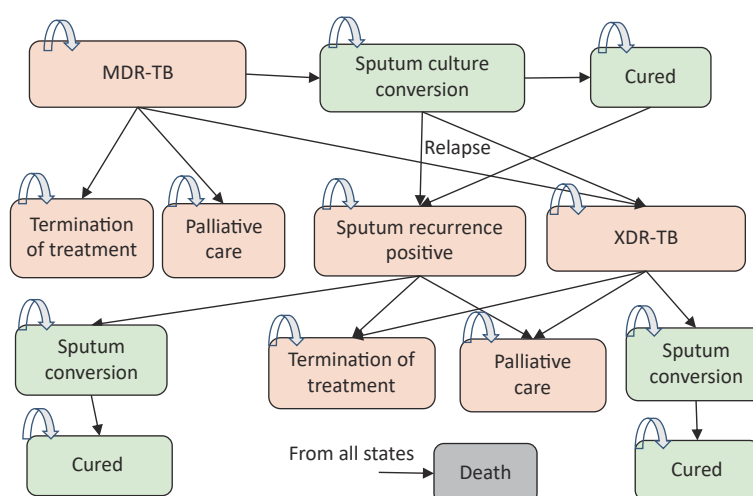 MDR-TB
Sputum culture
conversion
Cured
Relapse
Termination
of treatment
Palliative
care
Sputum recurrence
positive
XDR-TB
Sputum
conversion
Termination of
treatment
Palliative
care
Sputum
conversion
Cured
From all states
Death
Cured